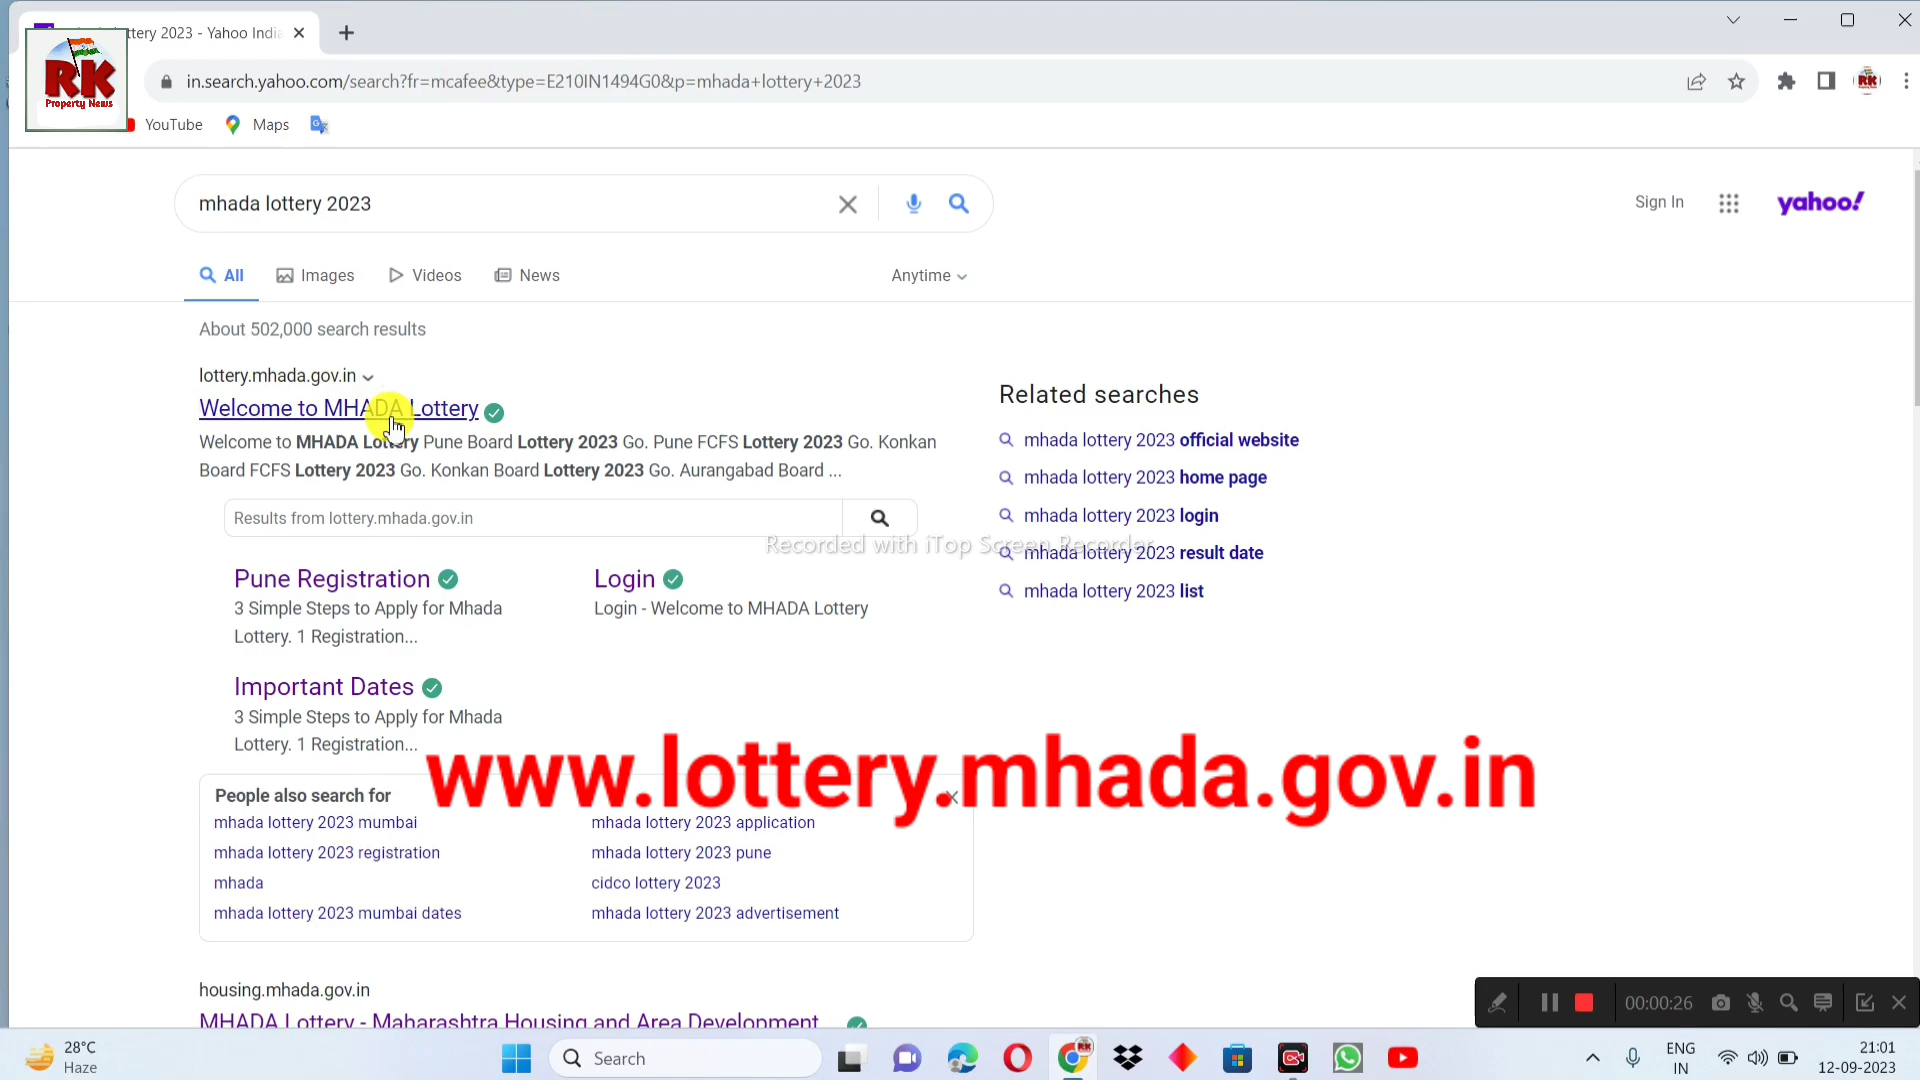 ttery 2023 - Yahoo India
RK
Property News
in.search.yahoo.com/search?fr=mcafee&type=E210IN1494G0&p=mhada+lottery+2023
RK
YouTube
Maps
mhada lottery 2023
Sign In
yahoo!
All
Images
Videos
News
Anytime
About 502,000 search results
lottery.mhada.gov.in
Welcome to MHADA Lottery
Welcome to MHADA Lottery Pune Board Lottery 2023 Go. Pune FCFS Lottery 2023 Go. Konkan
Board FCFS Lottery 2023 Go. Konkan Board Lottery 2023 Go. Aurangabad Board ...
Results from lottery.mhada.gov.in
Pune Registration
3 Simple Steps to Apply for Mhada
Lottery. 1 Registration...
Login
Login - Welcome to MHADA Lottery
Important Dates
3 Simple Steps to Apply for Mhada
Lottery. 1 Registration...
Related searches
mhada lottery 2023 official website
mhada lottery 2023 home page
mhada lottery 2023 login
mhada lottery 2023 result date
mhada lottery 2023 list
Recorded with iTop Screen Recorder
www.lottery.mhada.gov.in
People also search for
mhada lottery 2023 mumbai
mhada lottery 2023 registration
mhada
mhada lottery 2023 mumbai dates
mhada lottery 2023 application
mhada lottery 2023 pune
cidco lottery 2023
mhada lottery 2023 advertisement
housing.mhada.gov.in
MHADA Lottery - Maharashtra Housing and Area Development
00:00:26
28°C
Haze
Search
RK
ENG
IN
21:01
12-09-2023